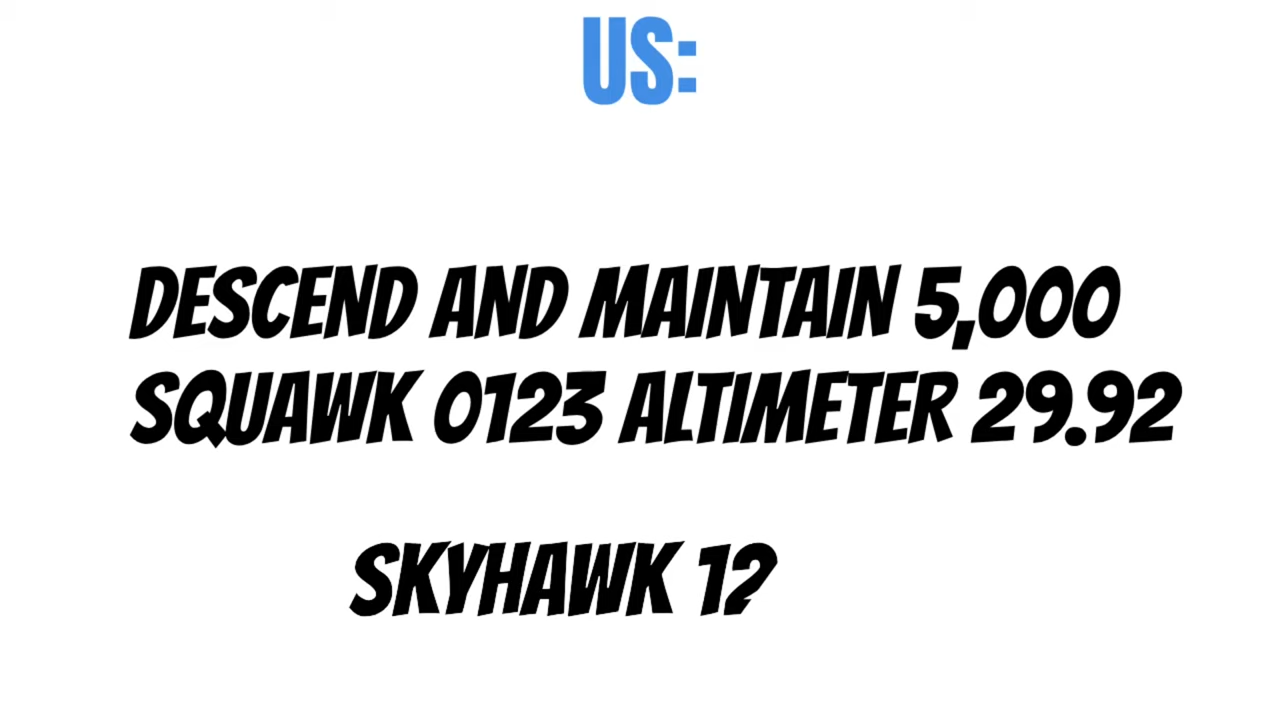 US:
DESCEND AND MAINTAIN 5,000
SQUAWK 0123 ALTIMETER 29.92
SKYHAWK 12